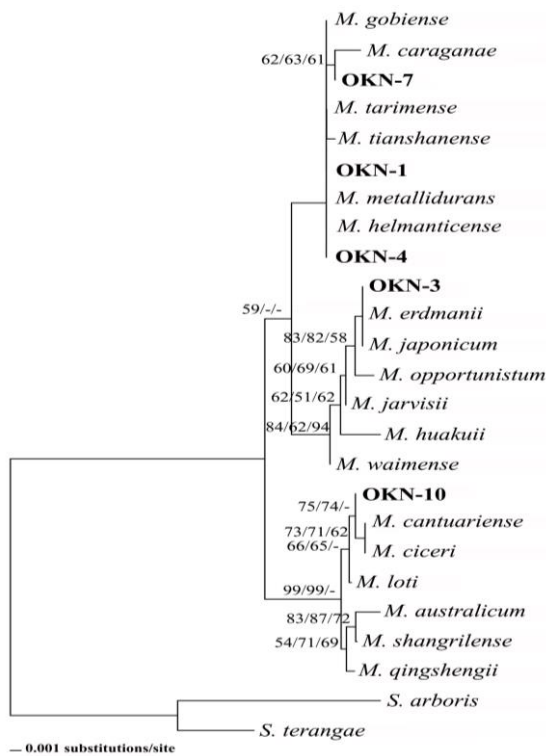 M. gobiense
M. caraganae
62/63/61
OKN-7
M. tarimense
M. tianshanense
OKN-1
M. metallidurans
M. helmanticense
OKN-4
OKN-3
59/-/-
M. erdmanii
83/82/58
M. japonicum
60/69/61
M. opportunistum
62/51/62
M. jarvisii
84/62/94
M. huakuii
M. waimense
OKN-10
75/74/-
M. cantuariense
73/71/62
66/65/-
M. ciceri
M. loti
99/99/-
M. australicum
83/87/72
54/71/69
M. shangrilense
M. qingshengii
S. arboris
S. terangae
0.001 substitutions/site